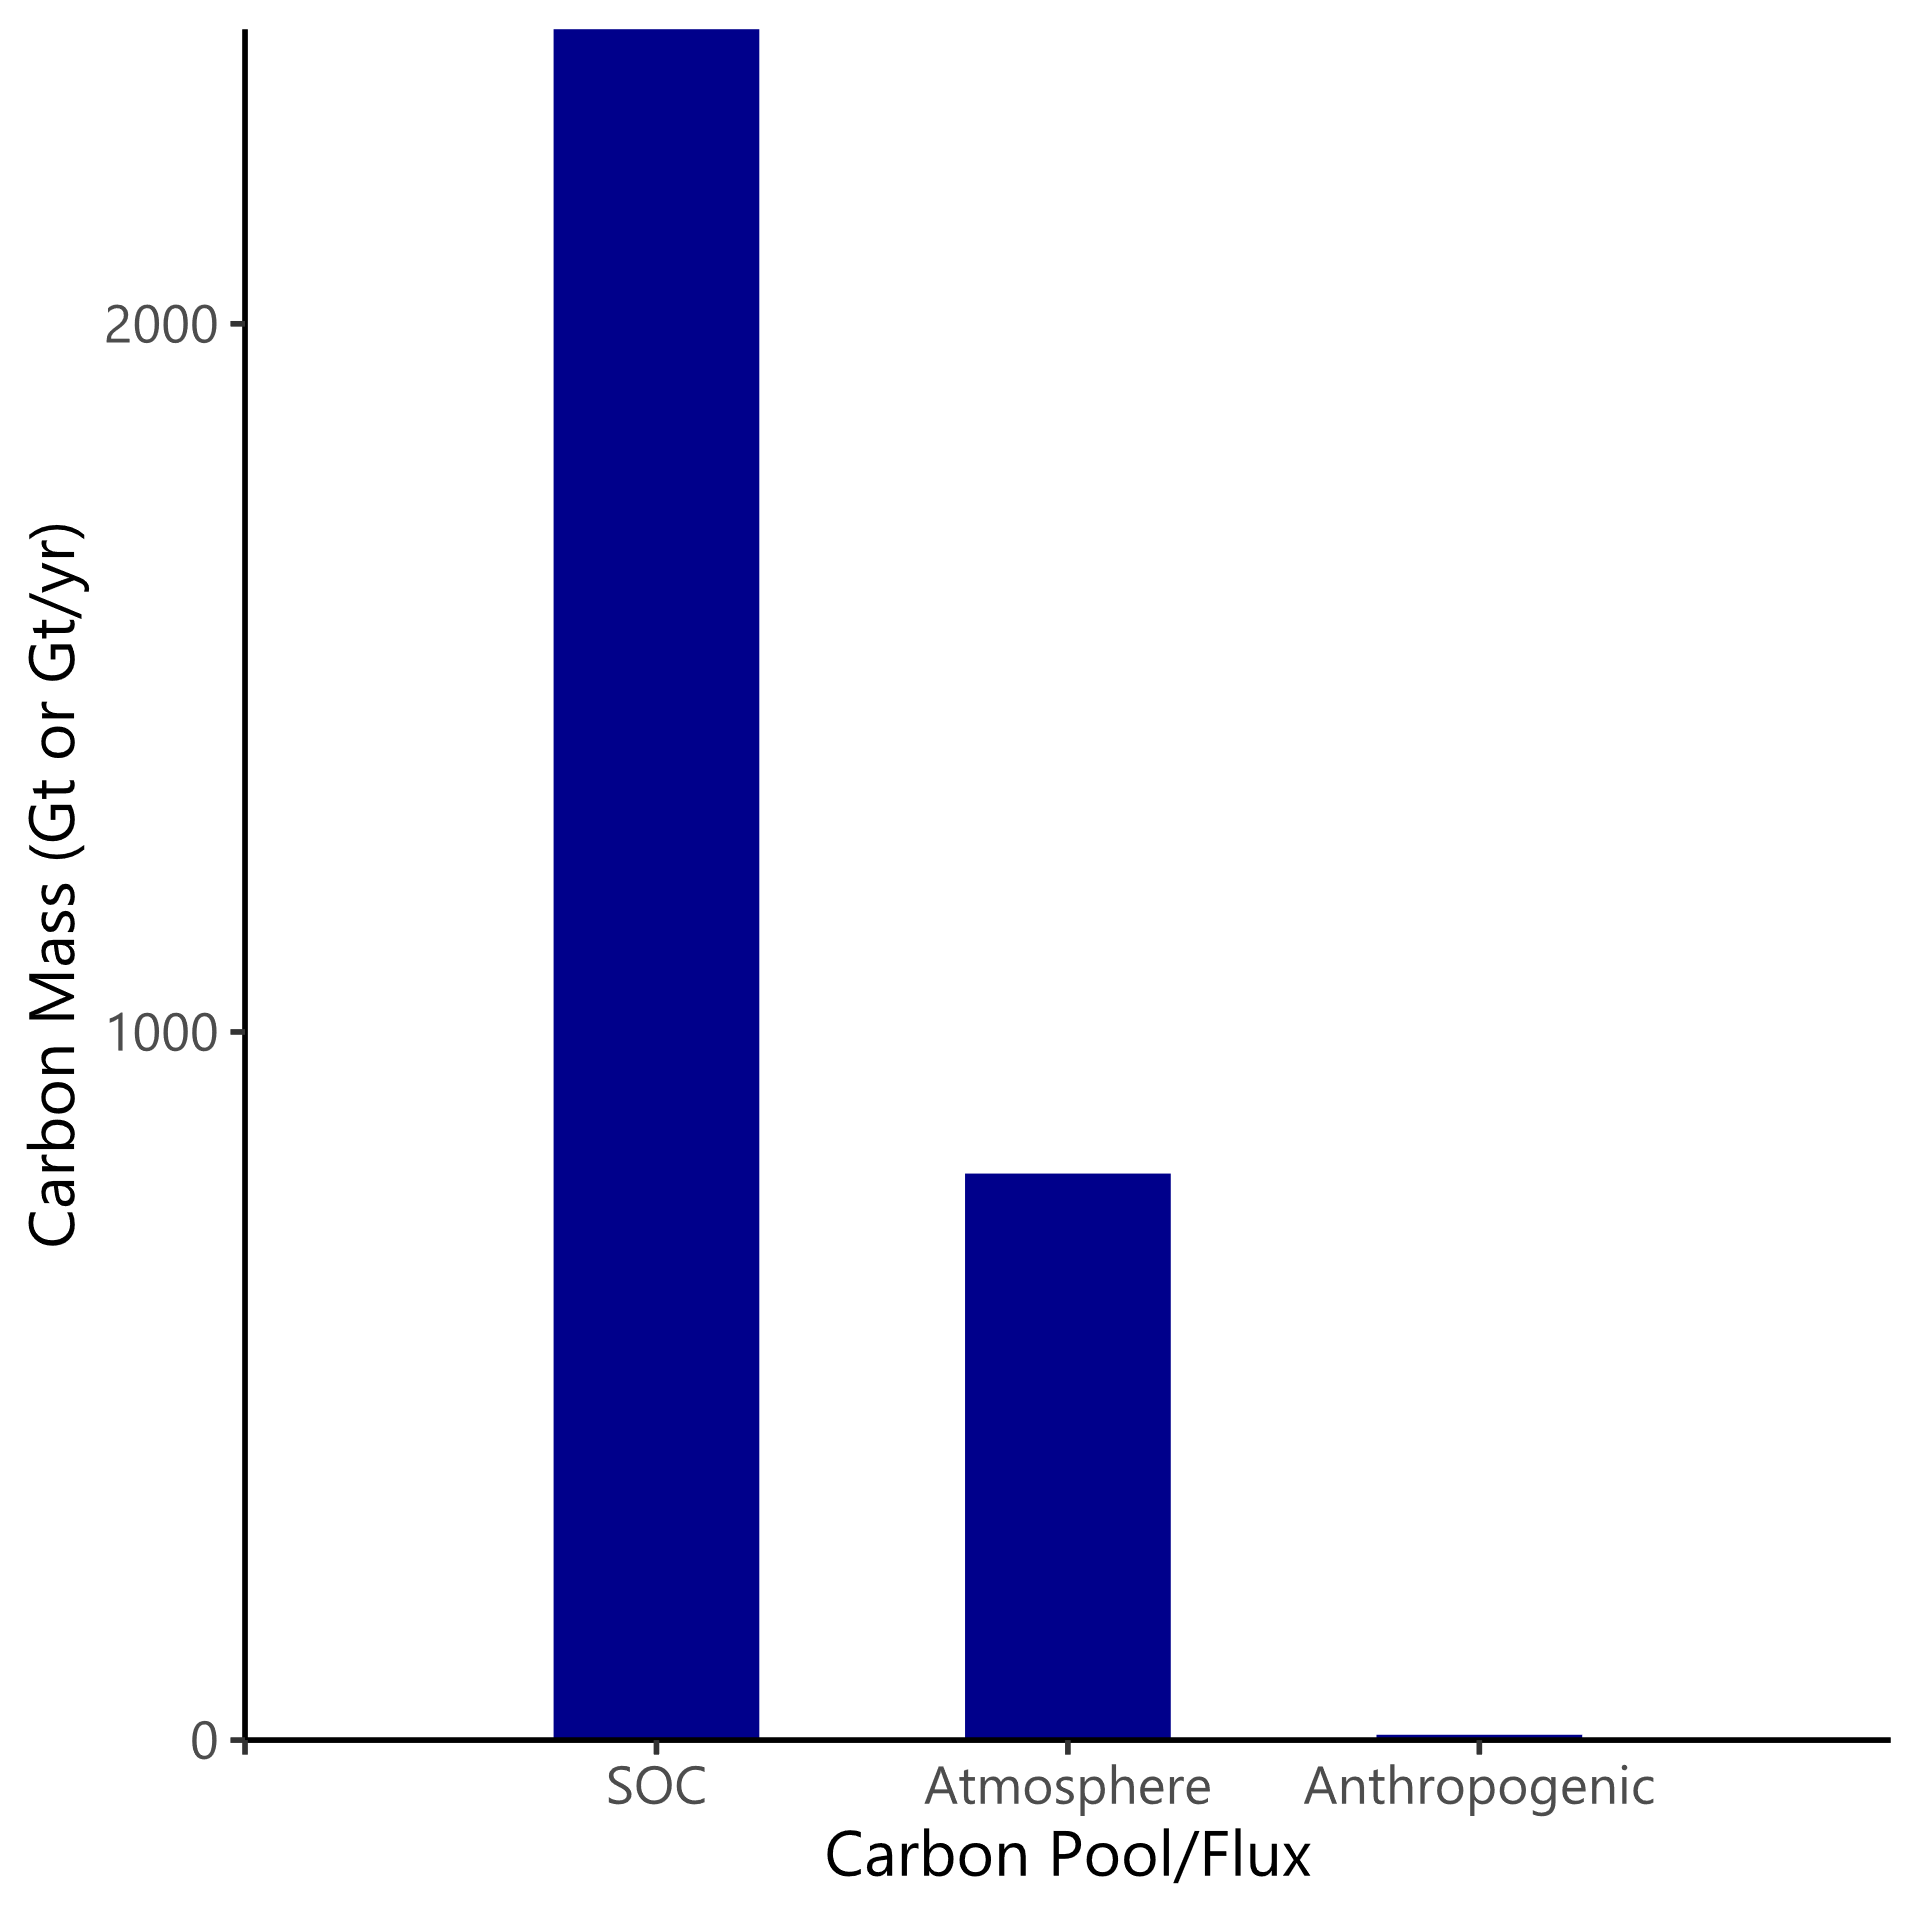 Carbon Mass (Gt or Gt/yr)
2000
1000
0
SOC Atmosphere Anthropogenic
Carbon Pool/Flux